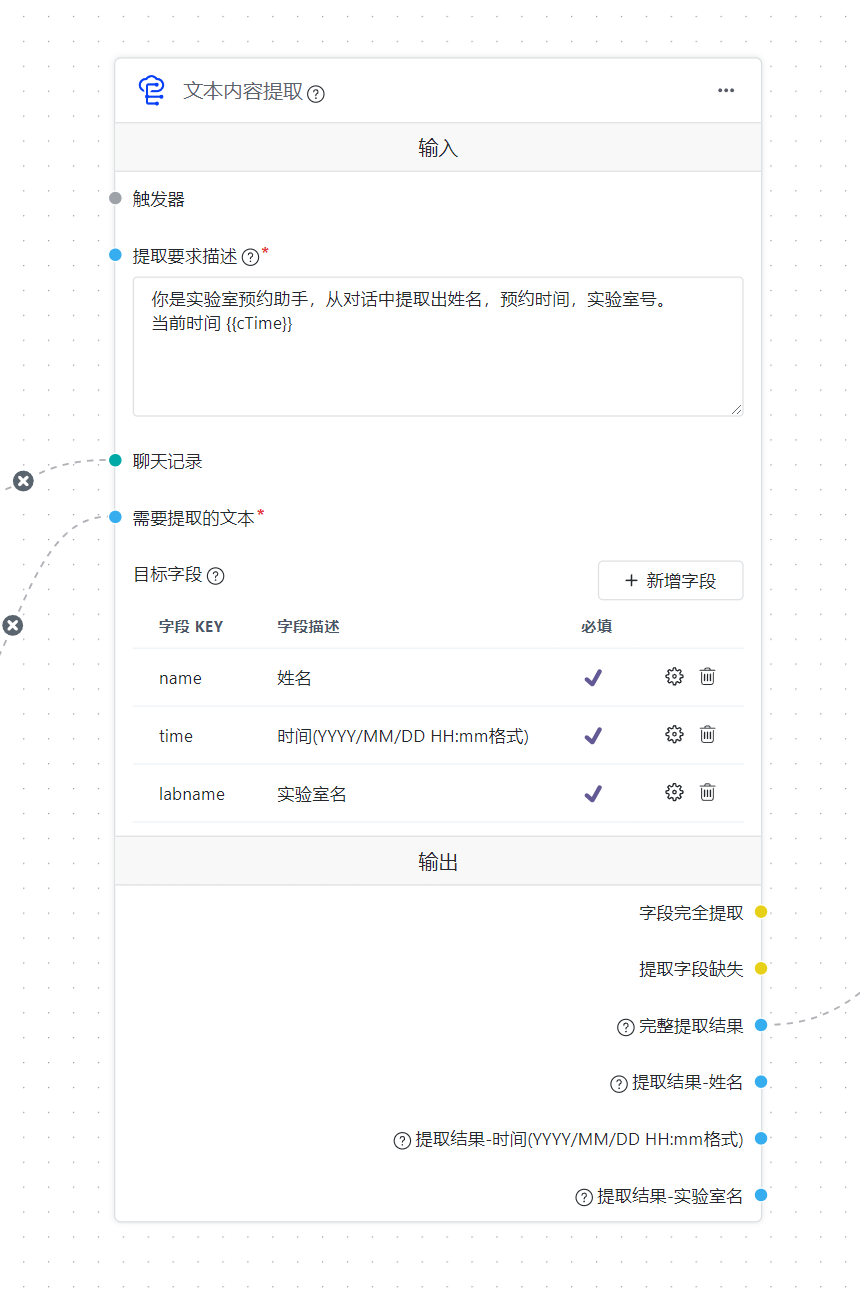 文本内容提取
输入
触发器
提取要求描述*
你是实验室预约助手，从对话中提取出姓名，预约时间，实验室号。
当前时间 {{cTime}}
聊天记录
需要提取的文本*
目标字段
+ 新增字段
字段 KEY 字段描述 必填
name 姓名
time 时间(YYYY/MM/DD HH:mm格式)
labname 实验室名
输出
字段完全提取
提取字段缺失
完整提取结果
提取结果-姓名
提取结果-时间(YYYY/MM/DD HH:mm格式)
提取结果-实验室名